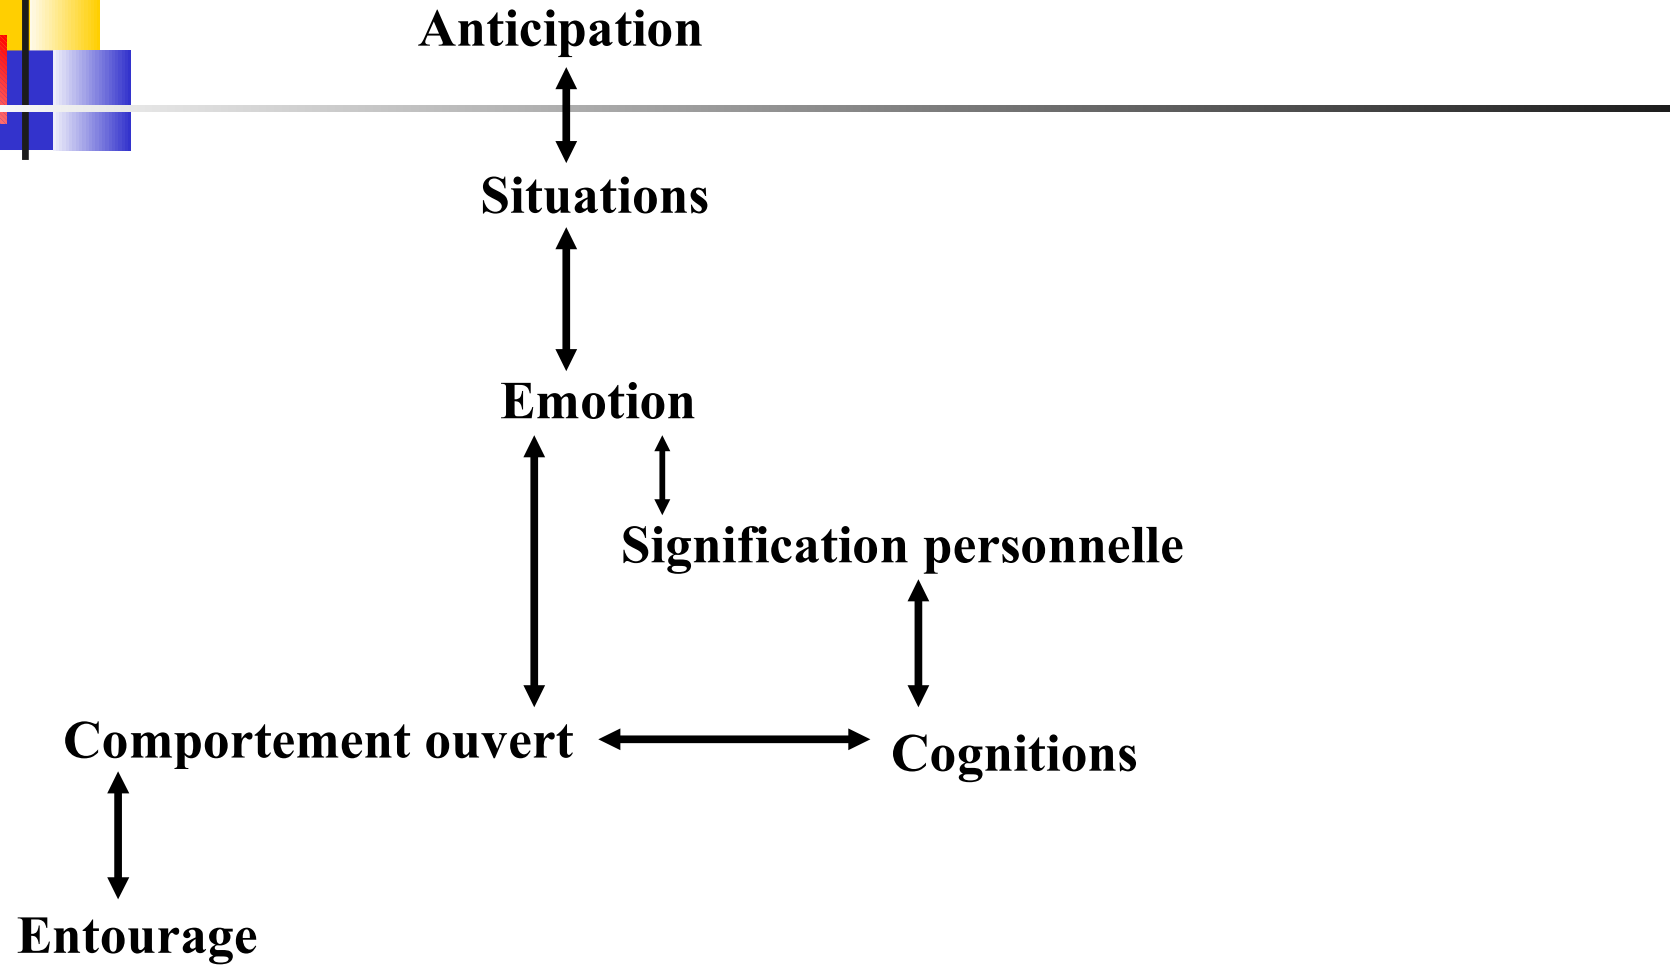 Anticipation
Situations
Emotion
Signification personnelle
Comportement ouvert
Cognitions
Entourage